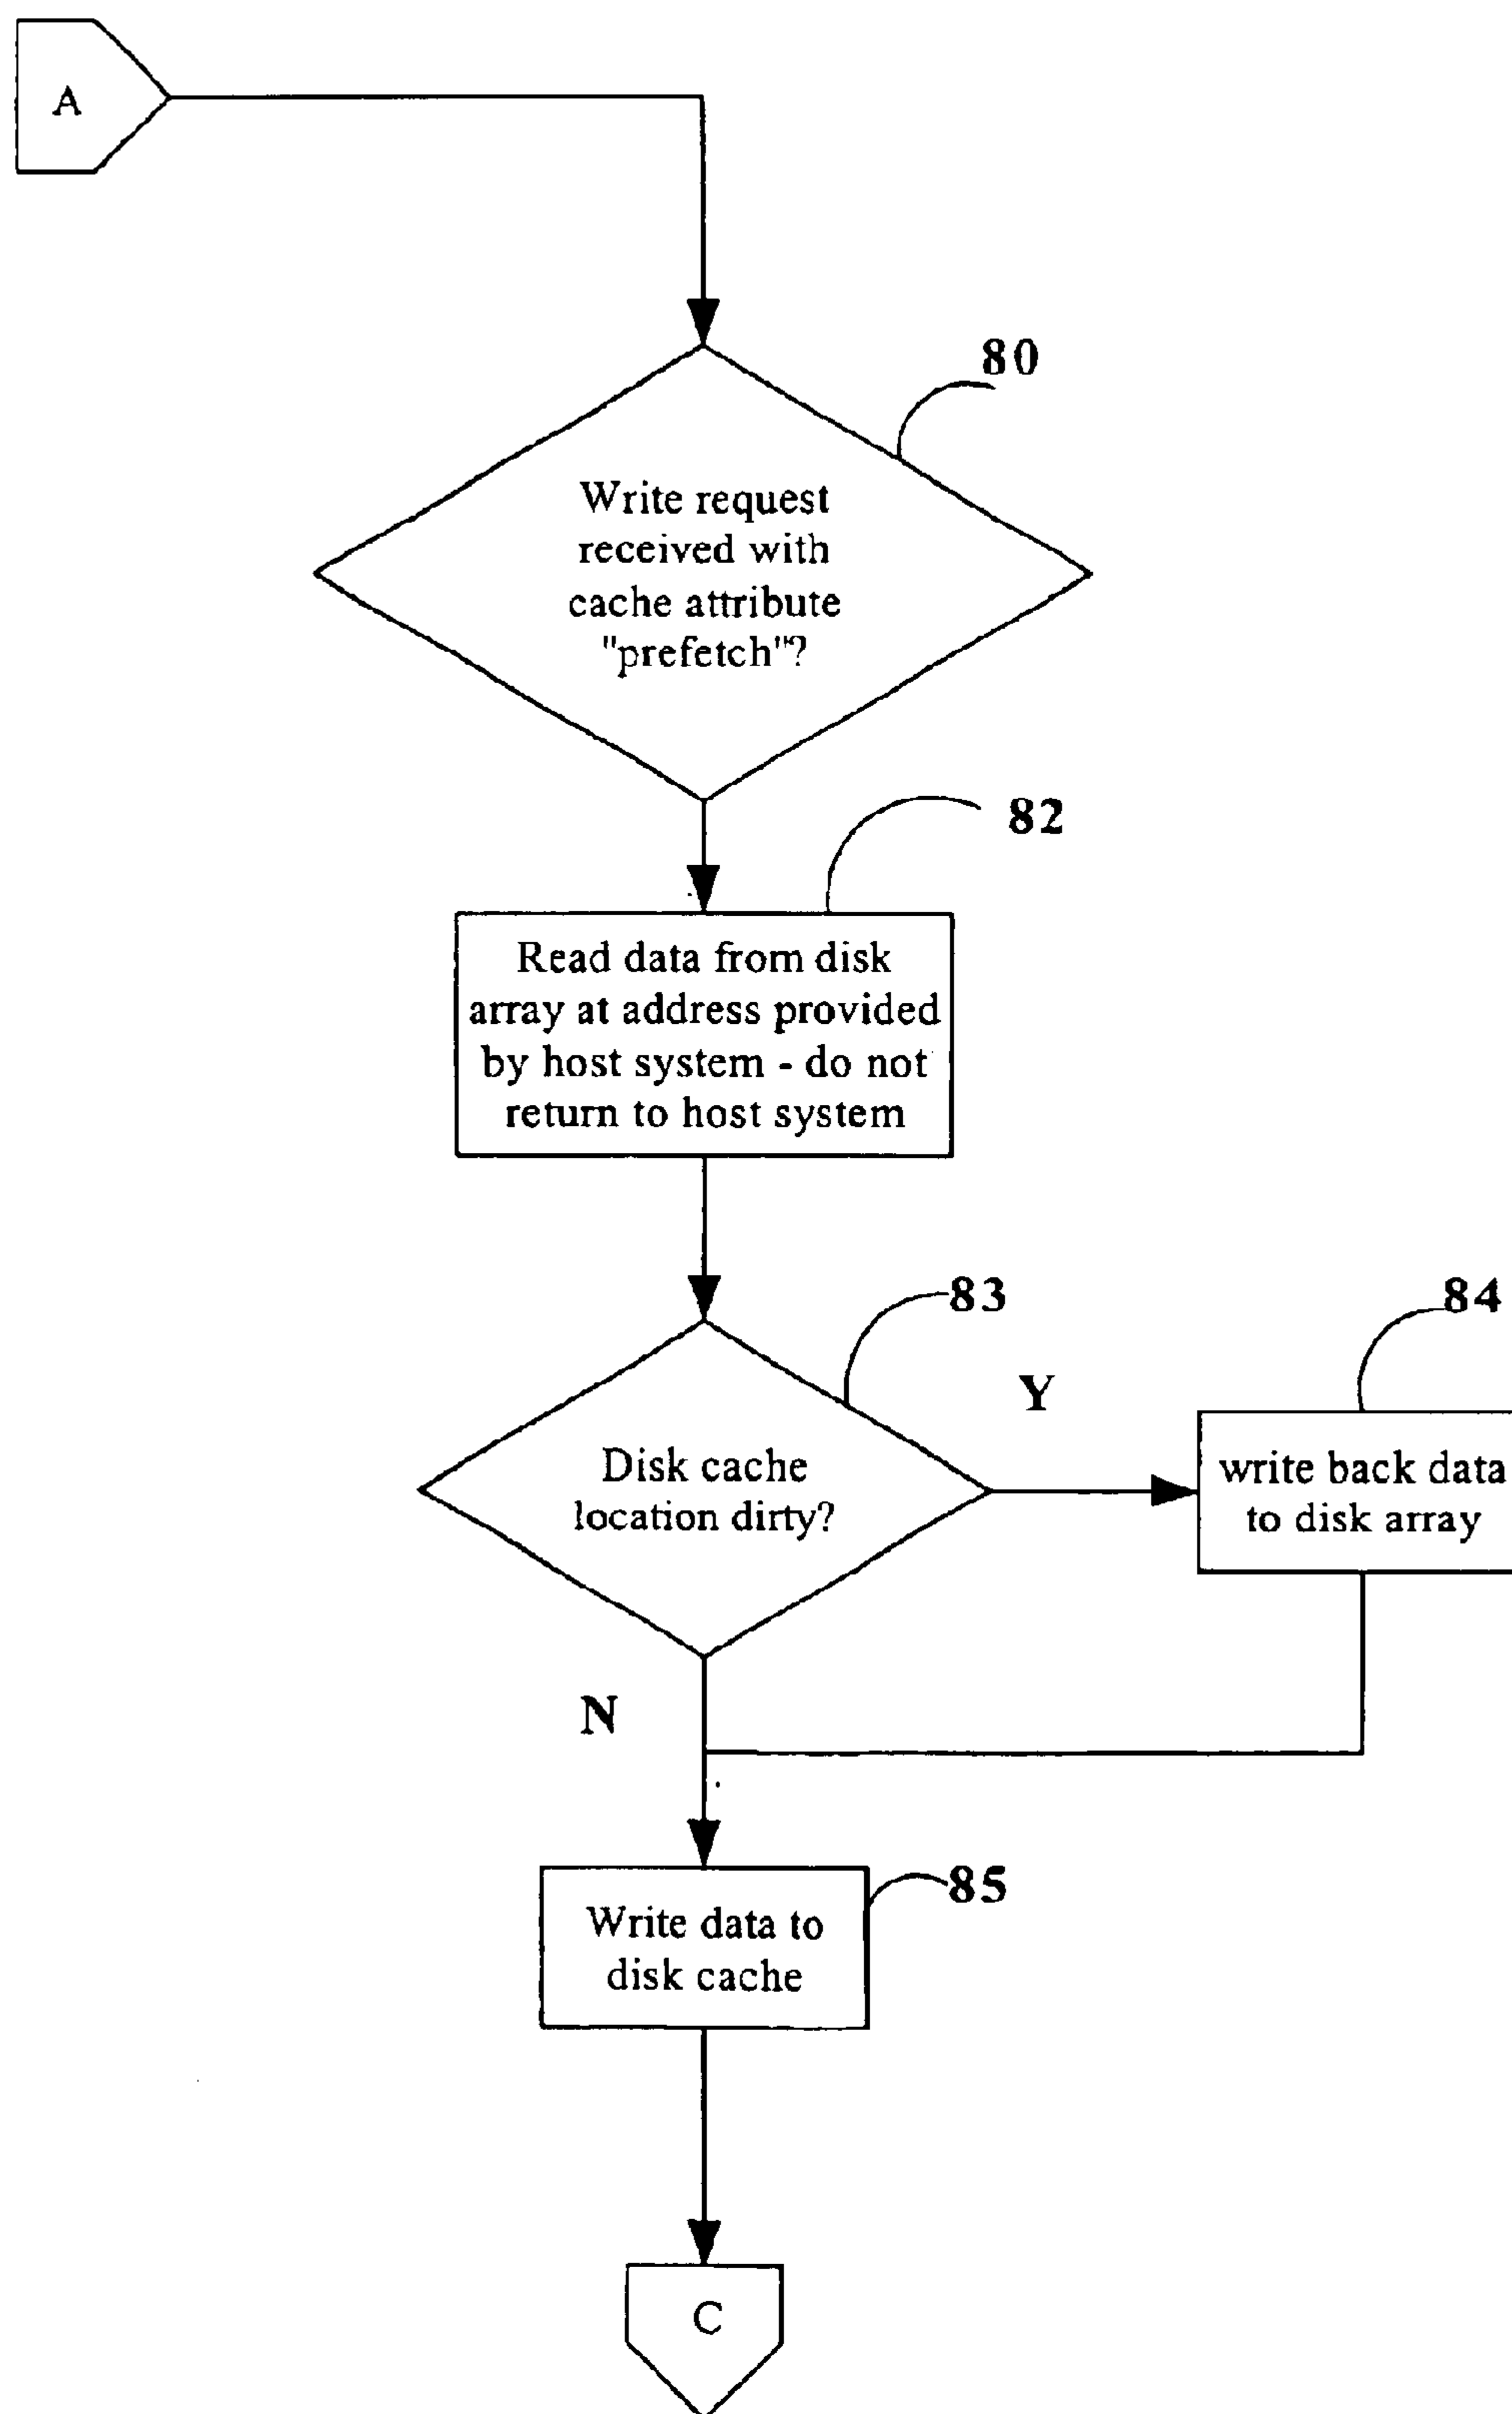 A
80
Write request
received with
cache attribute
"prefetch"?
82
Read data from disk
array at address provided
by host system - do not
return to host system
83
84
Y
Disk cache
location dirty?
write back data
to disk array
N
85
Write data to
disk cache
C